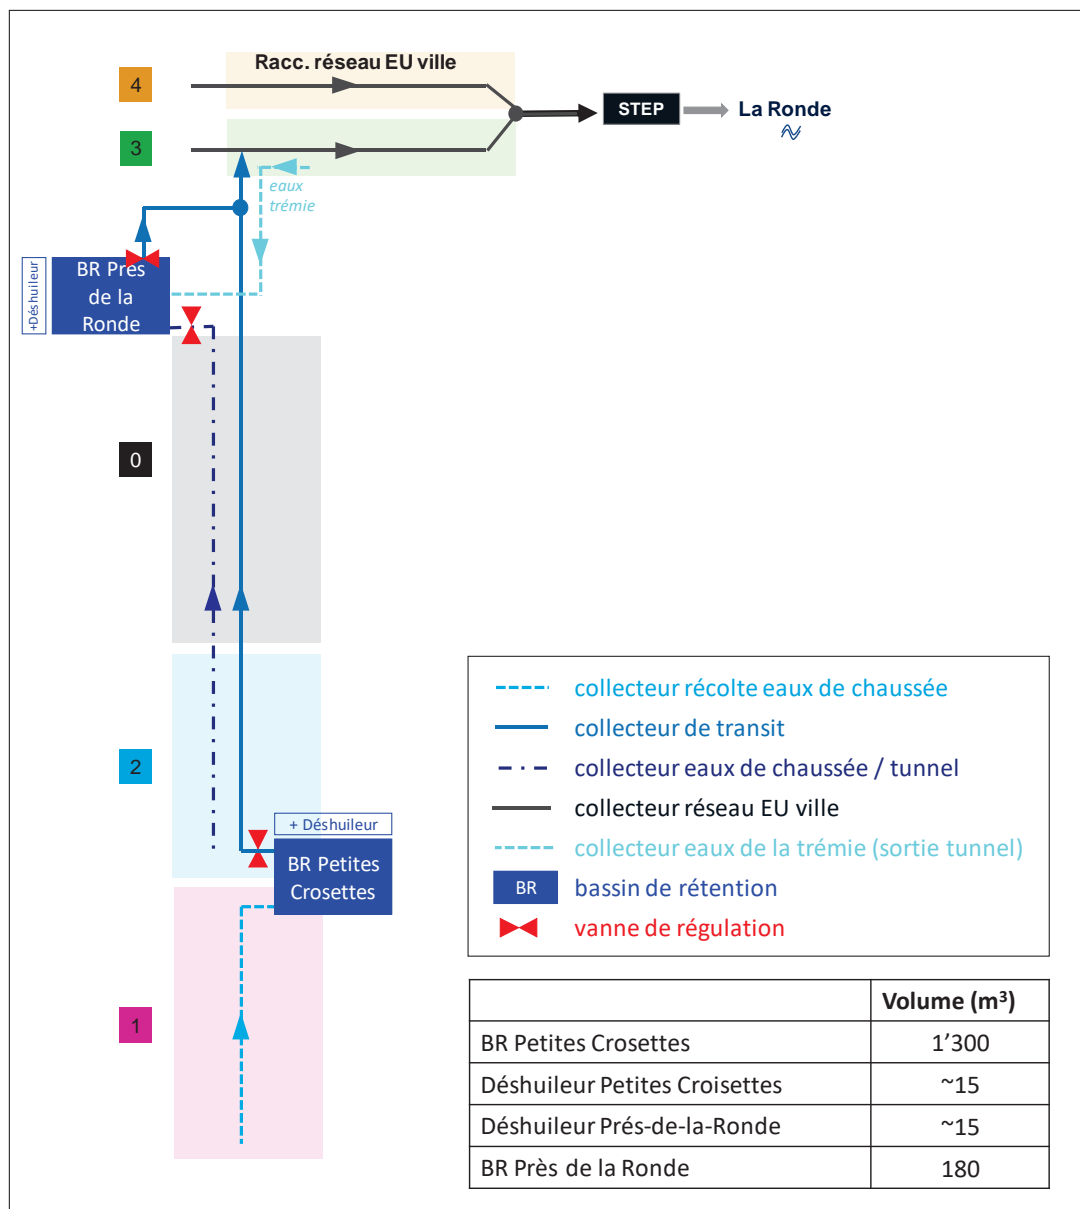 Racc. réseau EU ville
4
STEP
La Ronde
3
eaux
trémie
+Déshuileur
BR Près
de la
Ronde
0
2
+ Déshuileur
BR Petites
Crosettes
1
collecteur récolte eaux de chaussée
collecteur de transit
collecteur eaux de chaussée / tunnel
collecteur réseau EU ville
collecteur eaux de la trémie (sortie tunnel)
BR bassin de rétention
vanne de régulation
Volume (m³)
BR Petites Crosettes 1’300
Déshuileur Petites Croisettes ~15
Déshuileur Prés-de-la-Ronde ~15
BR Près de la Ronde 180